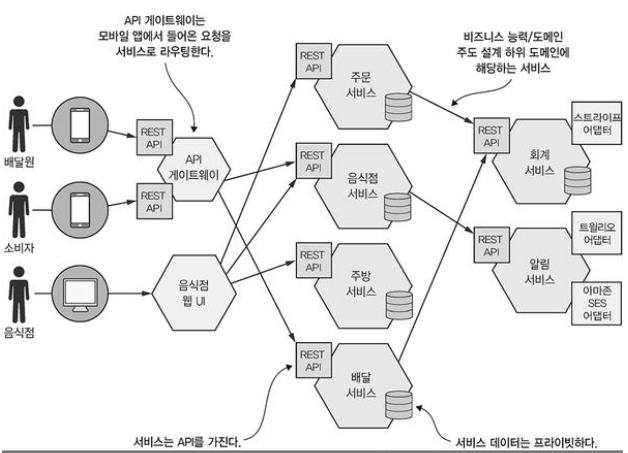 API 게이트웨이는
모바일 앱에서 들어온 요청을
서비스로 라우팅한다.
비즈니스 능력/도메인
주도 설계 하위 도메인에
해당하는 서비스
배달원
REST
API
REST
API
API
게이트웨이
소비자
음식점
웹 UI
음식점
REST
API
주문
서비스
REST
API
음식점
서비스
REST
API
주방
서비스
REST
API
배달
서비스
REST
API
회계
서비스
스트라이프
어댑터
REST
API
알림
서비스
트윌리오
어댑터
아마존
SES
어댑터
서비스는 API를 가진다.
서비스 데이터는 프라이빗하다.